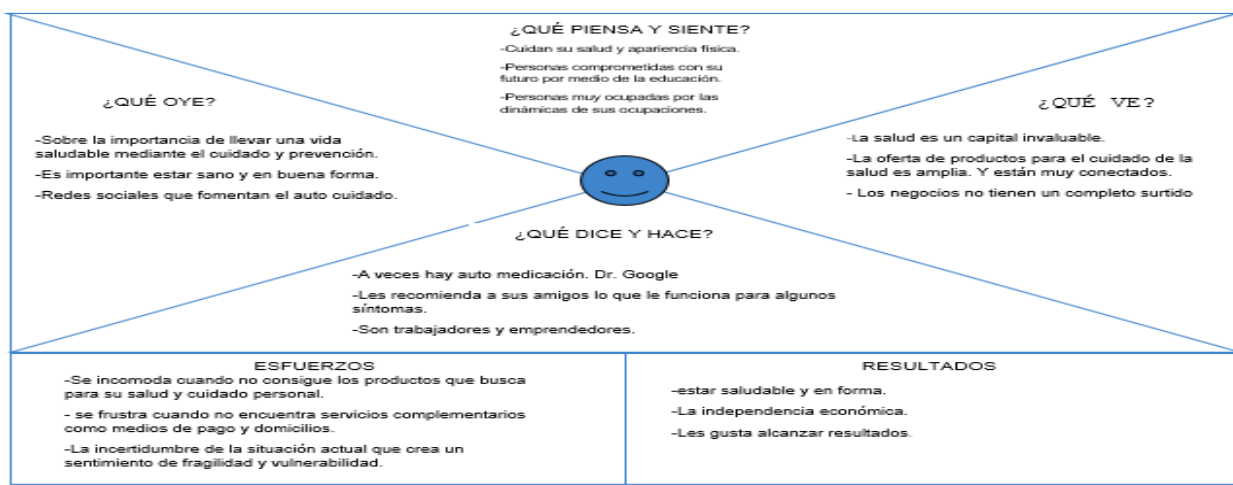 ¿QUÉ PIENSA Y SIENTE?
-Cuidan su salud y apariencia física.
-Personas comprometidas con su
futuro por medio de la educación.
-Personas muy ocupadas por las
dinámicas de sus ocupaciones.
¿QUÉ OYE?
-Sobre la importancia de llevar una vida
saludable mediante el cuidado y prevención.
-Es importante estar sano y en buena forma.
-Redes sociales que fomentan el auto cuidado.
¿QUÉ VE?
-La salud es un capital invaluable.
-La oferta de productos para el cuidado de la
salud es amplia. Y están muy conectados.
- Los negocios no tienen un completo surtido
¿QUÉ DICE Y HACE?
-A veces hay auto medicación. Dr. Google
-Les recomienda a sus amigos lo que le funciona para algunos
síntomas.
-Son trabajadores y emprendedores.
ESFUERZOS
-Se incomoda cuando no consigue los productos que busca
para su salud y cuidado personal.
- se frustra cuando no encuentra servicios complementarios
como medios de pago y domicilios.
-La incertidumbre de la situación actual que crea un
sentimiento de fragilidad y vulnerabilidad.
RESULTADOS
-estar saludable y en forma.
-La independencia económica.
-Les gusta alcanzar resultados.